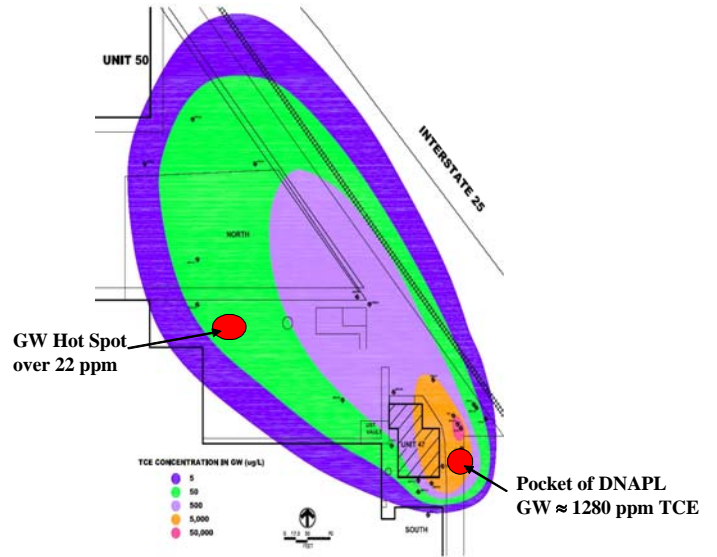 UNIT 50
INTERSTATE 25
NORTH
GW Hot Spot
over 22 ppm
UNIT 47
TCE CONCENTRATION IN GW (ug/L)
5
50
500
5,000
50,000
SOUTH
FEET
Pocket of DNAPL
GW ≈ 1280 ppm TCE